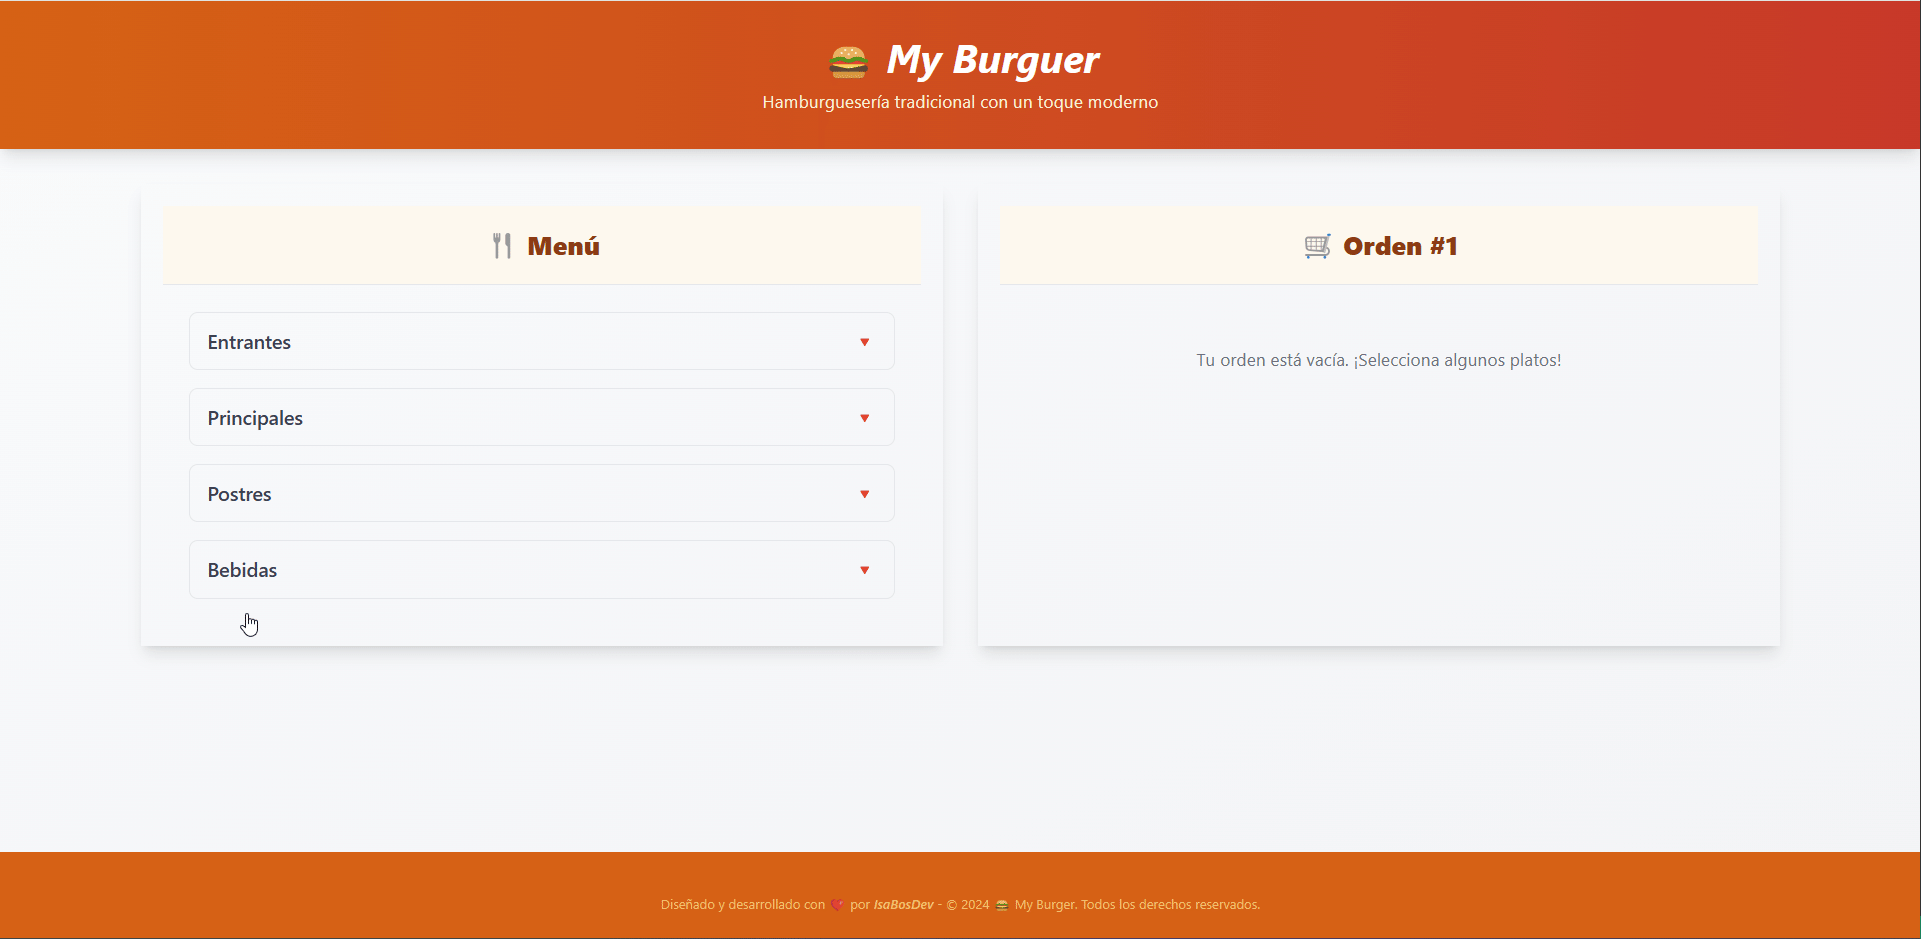 🍔 My Burguer
Hamburguesería tradicional con un toque moderno
🍴 Menú
Entrantes
Principales
Postres
Bebidas
🛒 Orden #1
Tu orden está vacía. ¡Selecciona algunos platos!
Diseñado y desarrollado con ❤️ por IsaBosDev - © 2024 🍔 My Burger. Todos los derechos reservados.